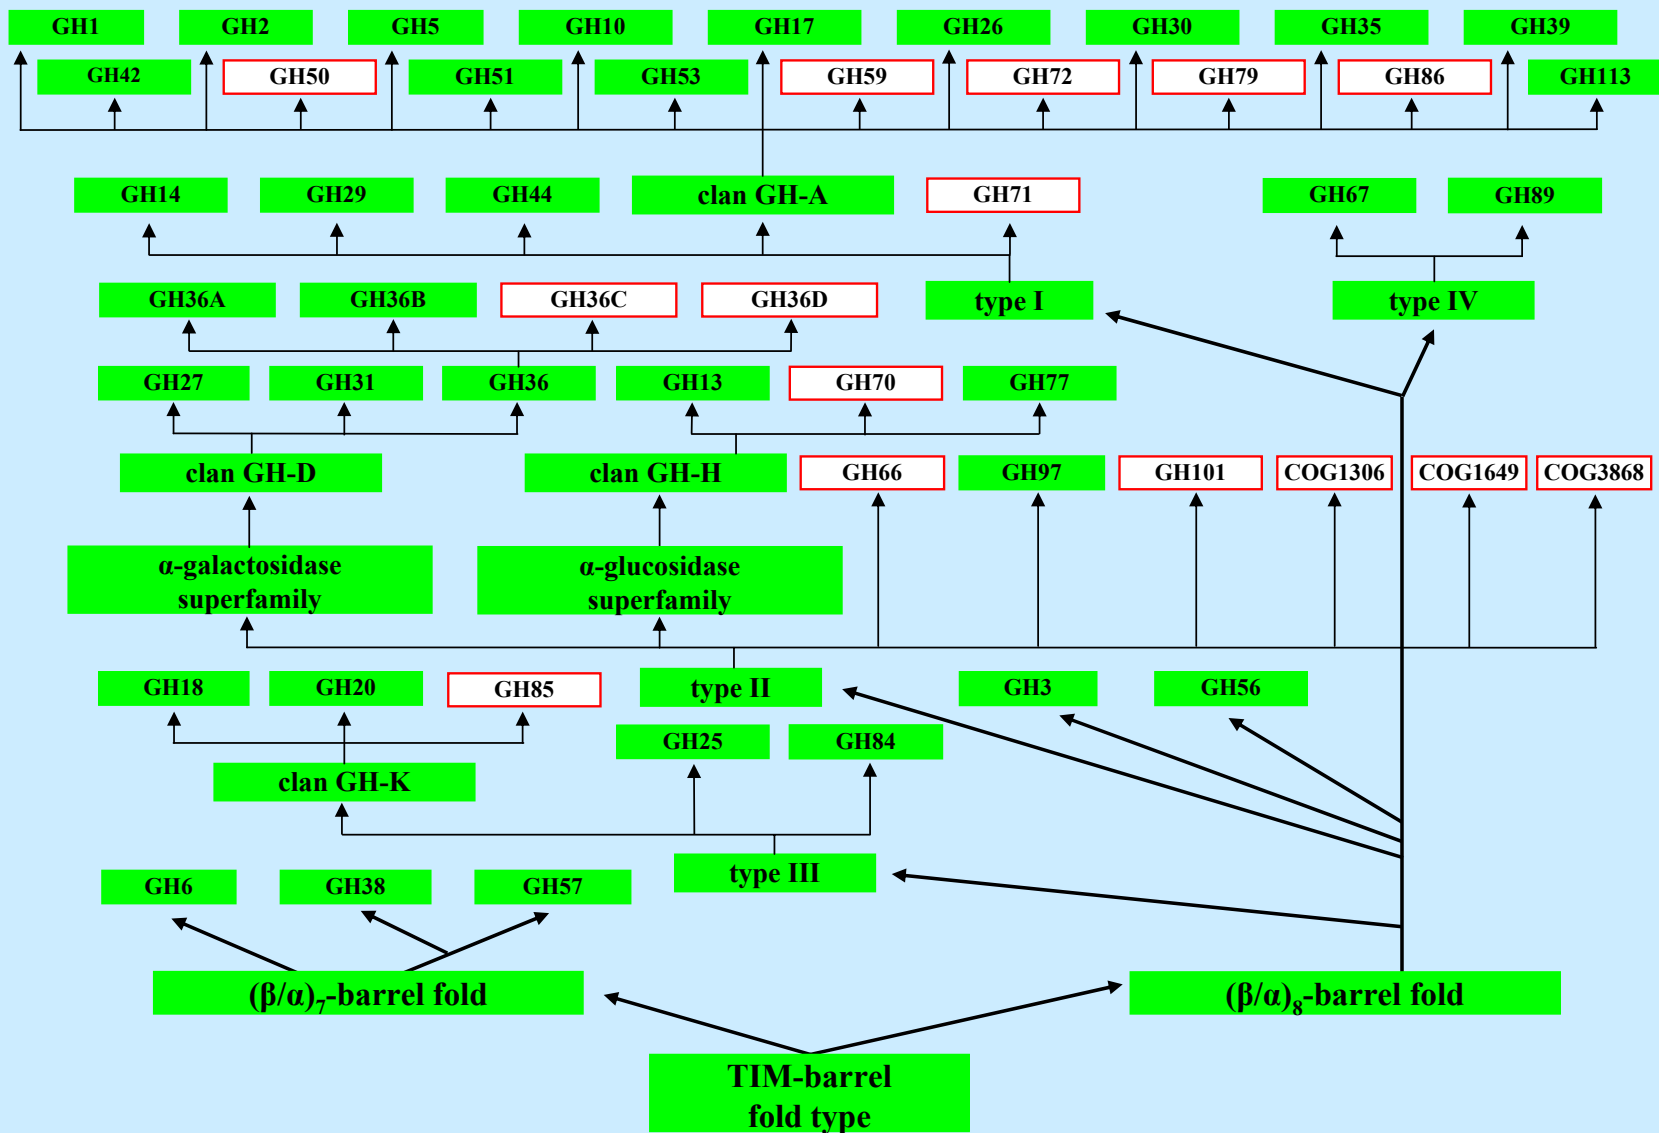 GH1
GH2
GH5
GH10
GH17
GH26
GH30
GH35
GH39
GH42
GH50
GH51
GH53
GH59
GH72
GH79
GH86
GH113
GH14
GH29
GH44
clan GH-A
GH71
GH67
GH89
GH36A
GH36B
GH36C
GH36D
type I
type IV
GH27
GH31
GH36
GH13
GH70
GH77
clan GH-D
clan GH-H
GH66
GH97
GH101
COG1306
COG1649
COG3868
α-galactosidase
superfamily
α-glucosidase
superfamily
GH18
GH20
GH85
type II
GH3
GH56
GH25
GH84
clan GH-K
type III
GH6
GH38
GH57
(β/α)7-barrel fold
(β/α)8-barrel fold
TIM-barrel
fold type